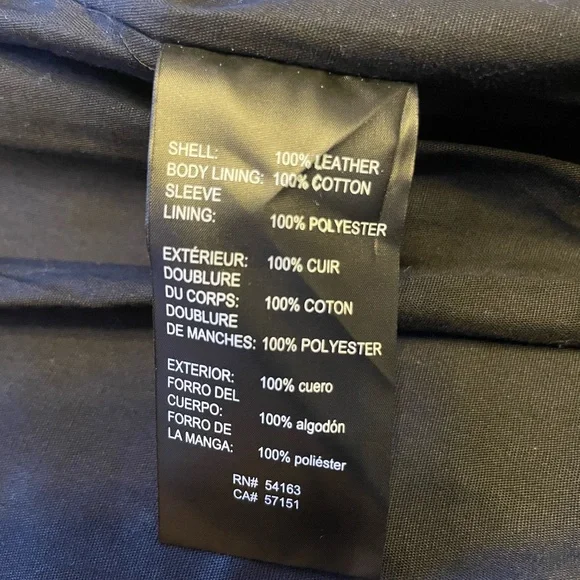 SHELL: 100% LEATHER
BODY LINING: 100% COTTON
SLEEVE
LINING: 100% POLYESTER
EXTÉRIEUR: 100% CUIR
DOUBLURE
DU CORPS: 100% COTON
DOUBLURE
DE MANCHES: 100% POLYESTER
EXTERIOR: 100% cuero
FORRO DEL
CUERPO: 100% algodón
FORRO DE
LA MANGA: 100% poliéster
RN# 54163
CA# 57151